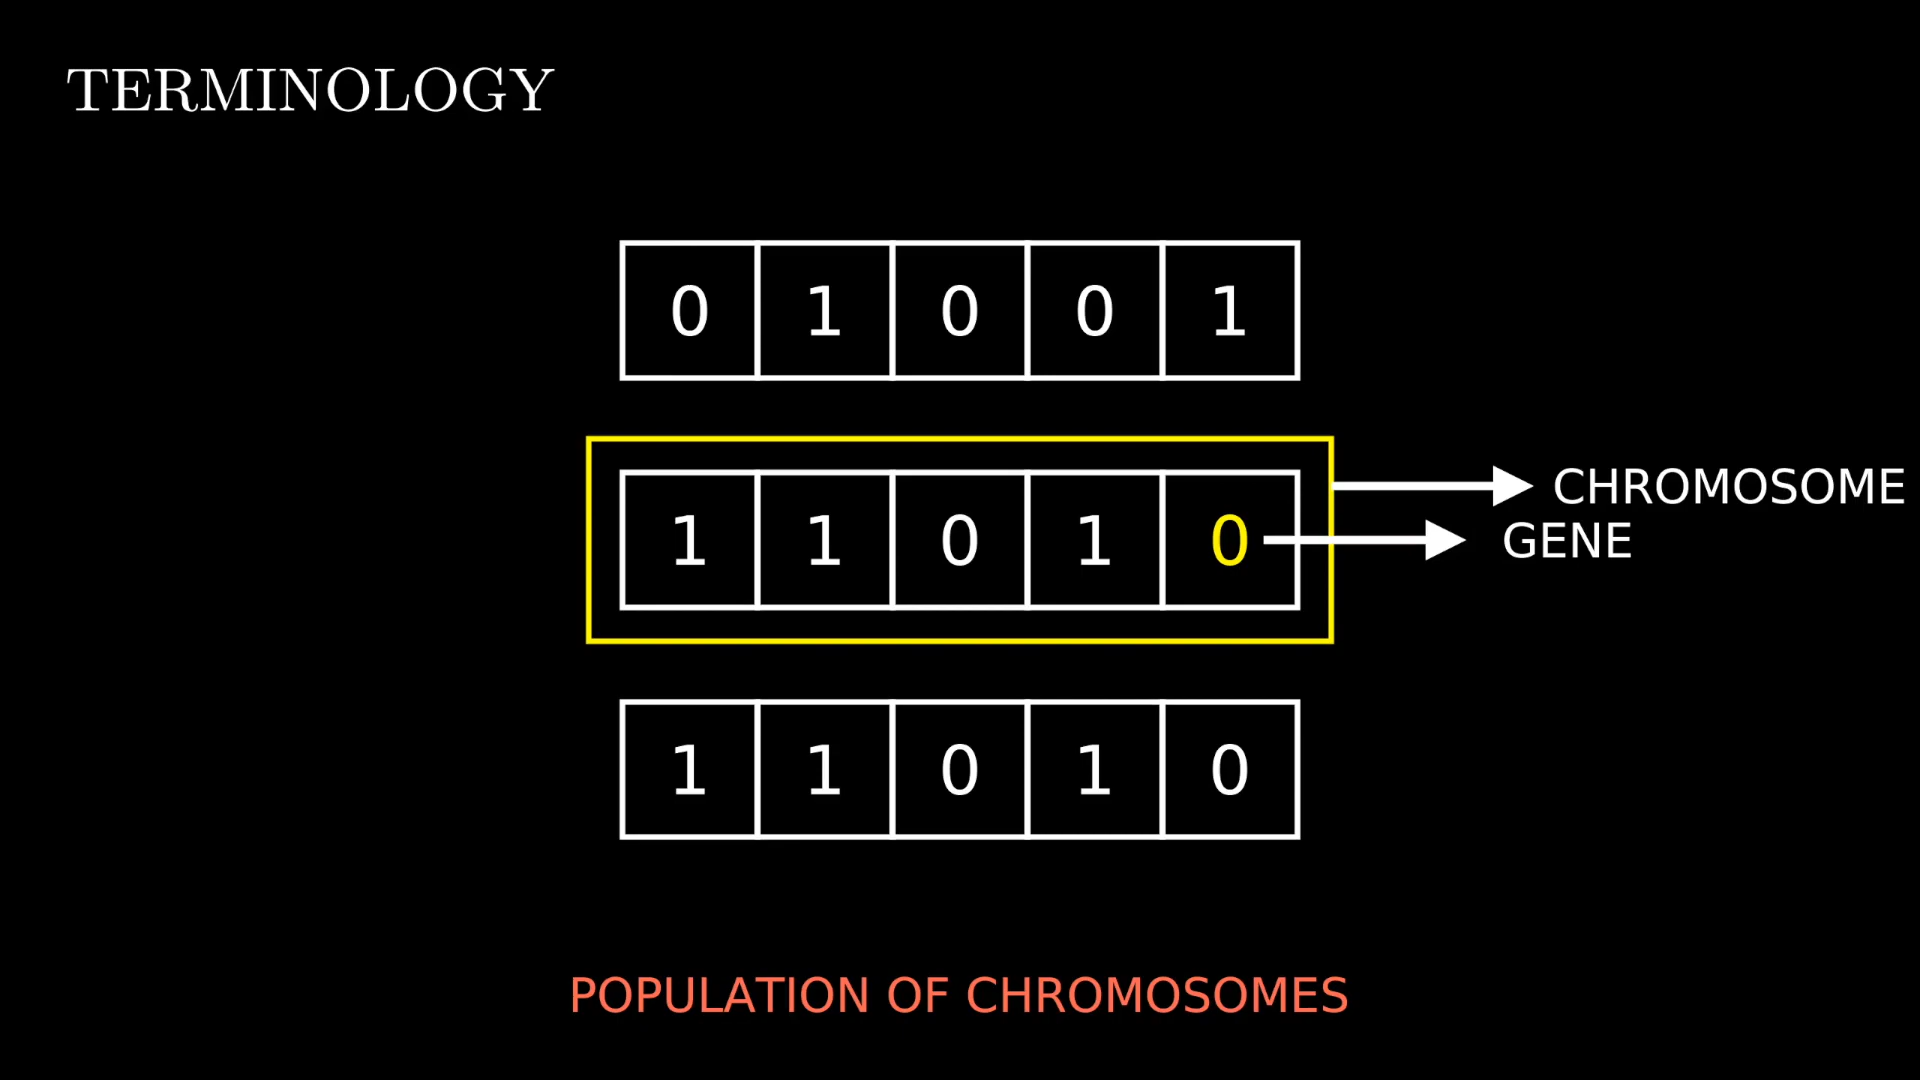 TERMINOLOGY
0 1 0 0 1
CHROMOSOME
1 1 0 1 0
GENE
1 1 0 1 0
POPULATION OF CHROMOSOMES